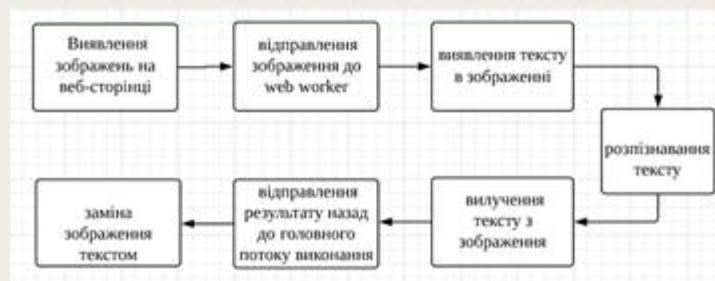 Виявлення
зображень на
веб-сторінці
відправлення
зображення до
web worker
виявлення тексту
в зображенні
розпізнавання
тексту
вилучення
тексту з
зображення
відправлення
результату назад
до головного
потоку виконання
заміна
зображення
текстом